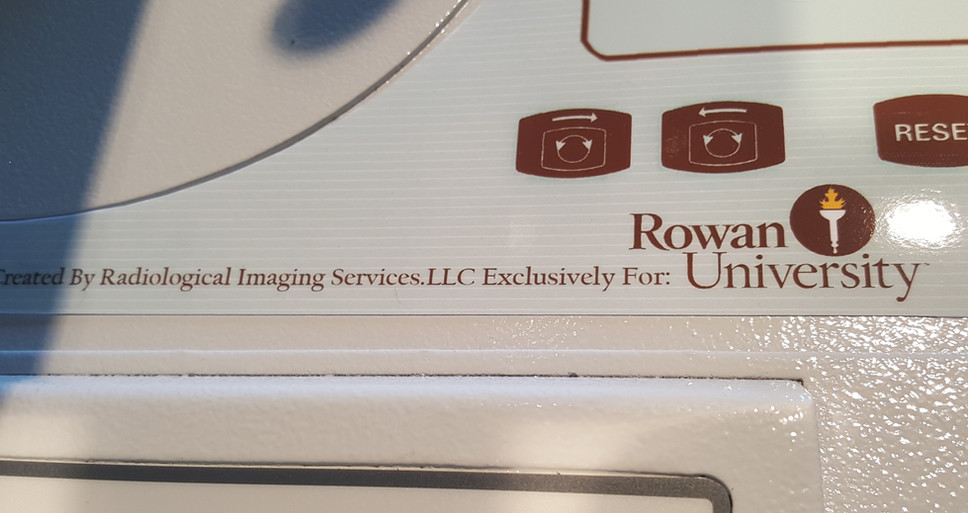 RESE
Rowan
Created By Radiological Imaging Services.LLC Exclusively For: University